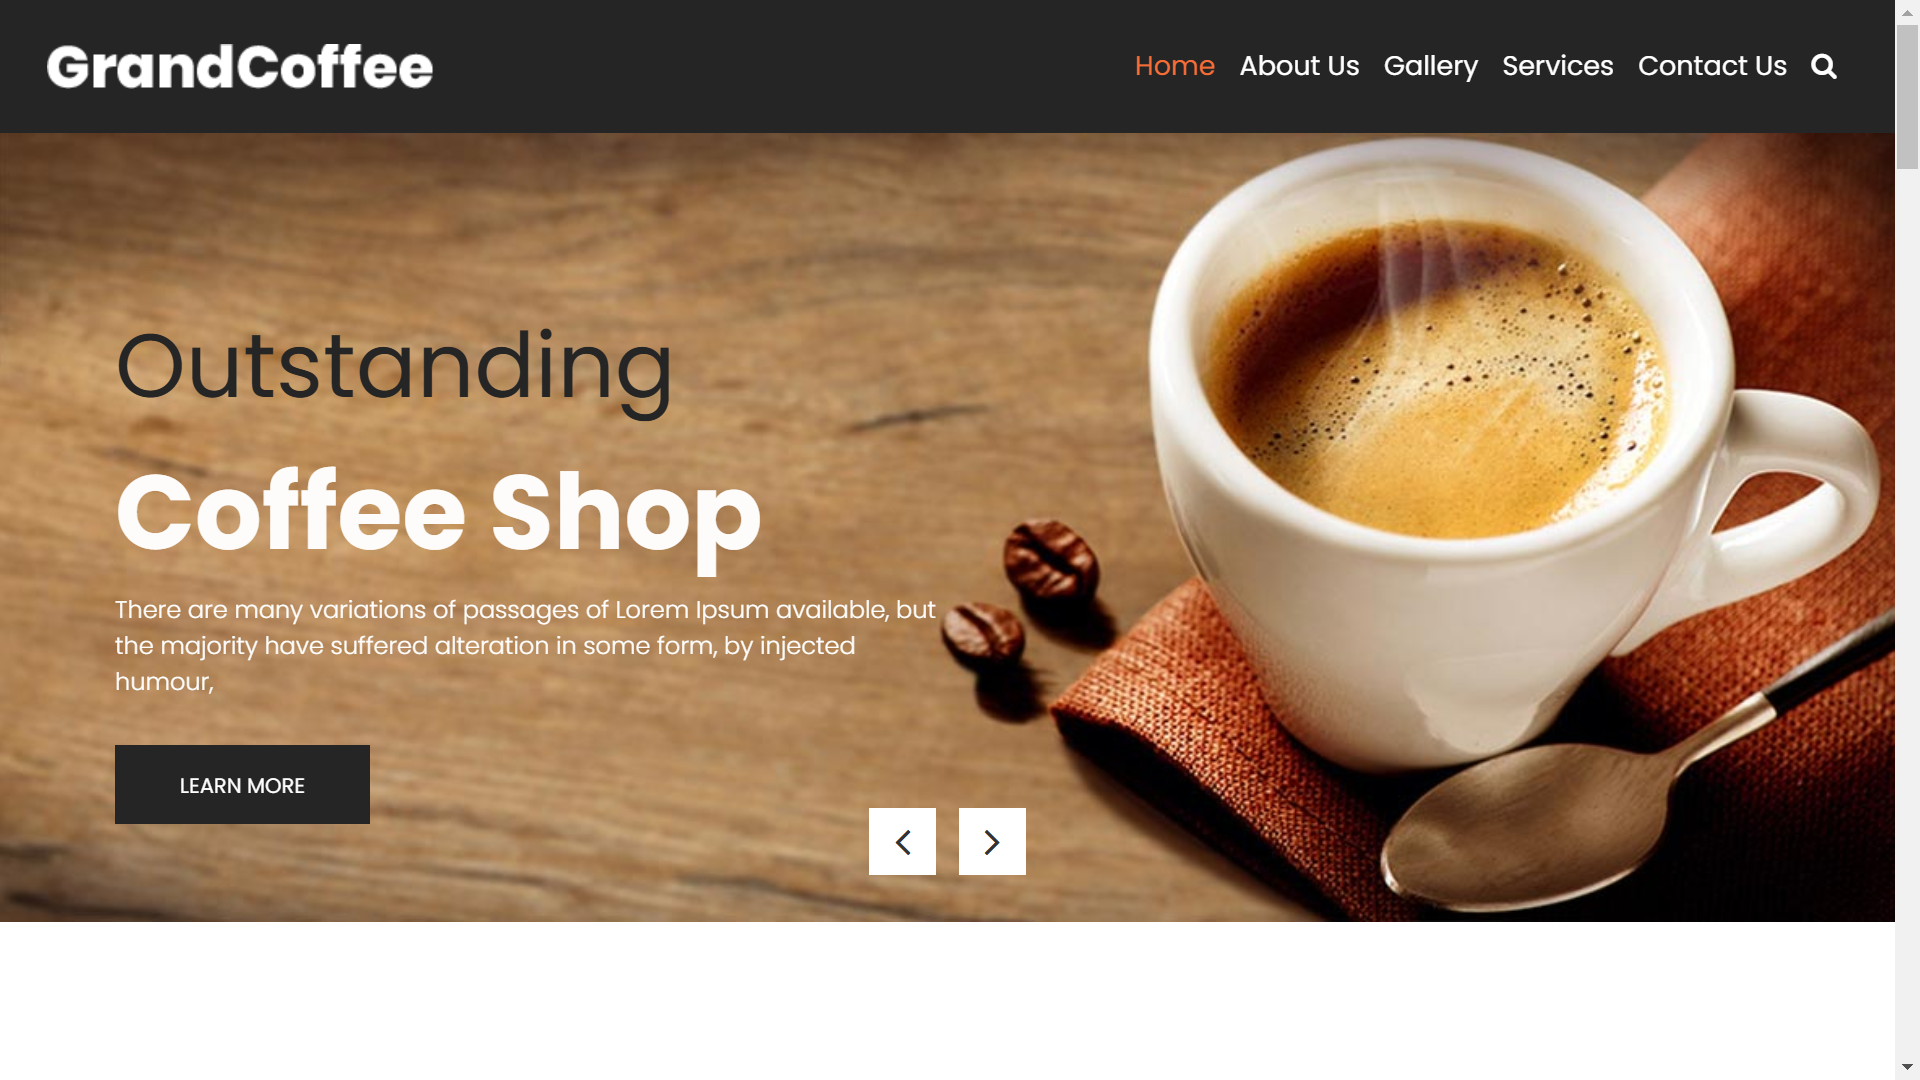 GrandCoffee
Home About Us Gallery Services Contact Us
Outstanding
Coffee Shop
There are many variations of passages of Lorem Ipsum available, but
the majority have suffered alteration in some form, by injected
humour,
LEARN MORE